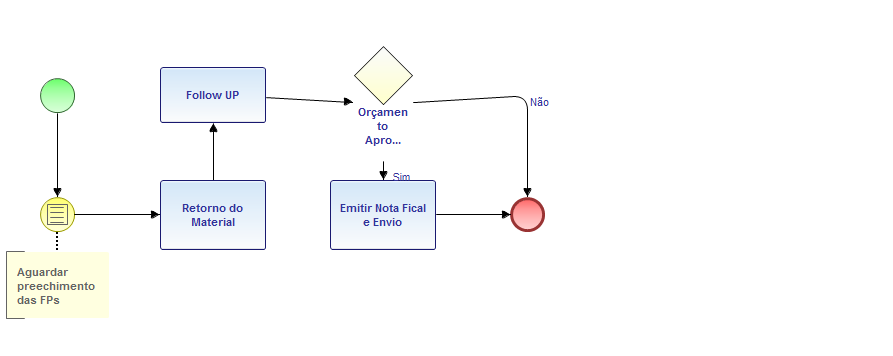 Follow UP
Orçamen
to
Apro...
Não
Sim
Retorno do
Material
Emitir Nota Fical
e Envio
Aguardar
preechimento
das FPs